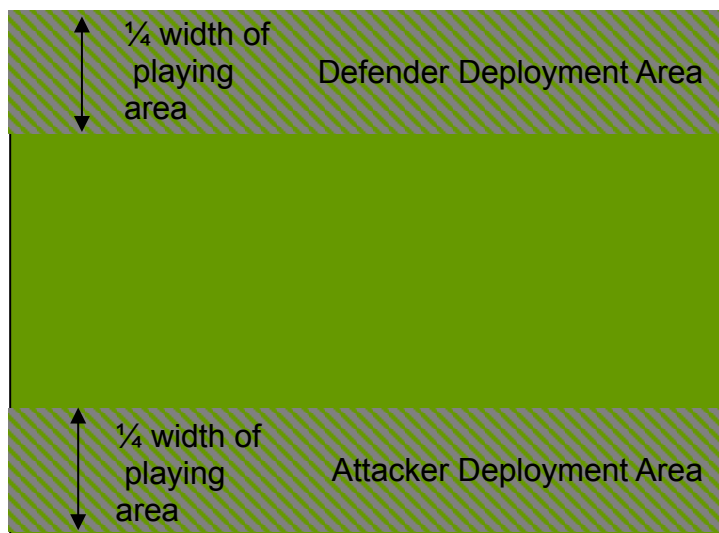 ¼ width of
playing
area
Defender Deployment Area
¼ width of
playing
area
Attacker Deployment Area